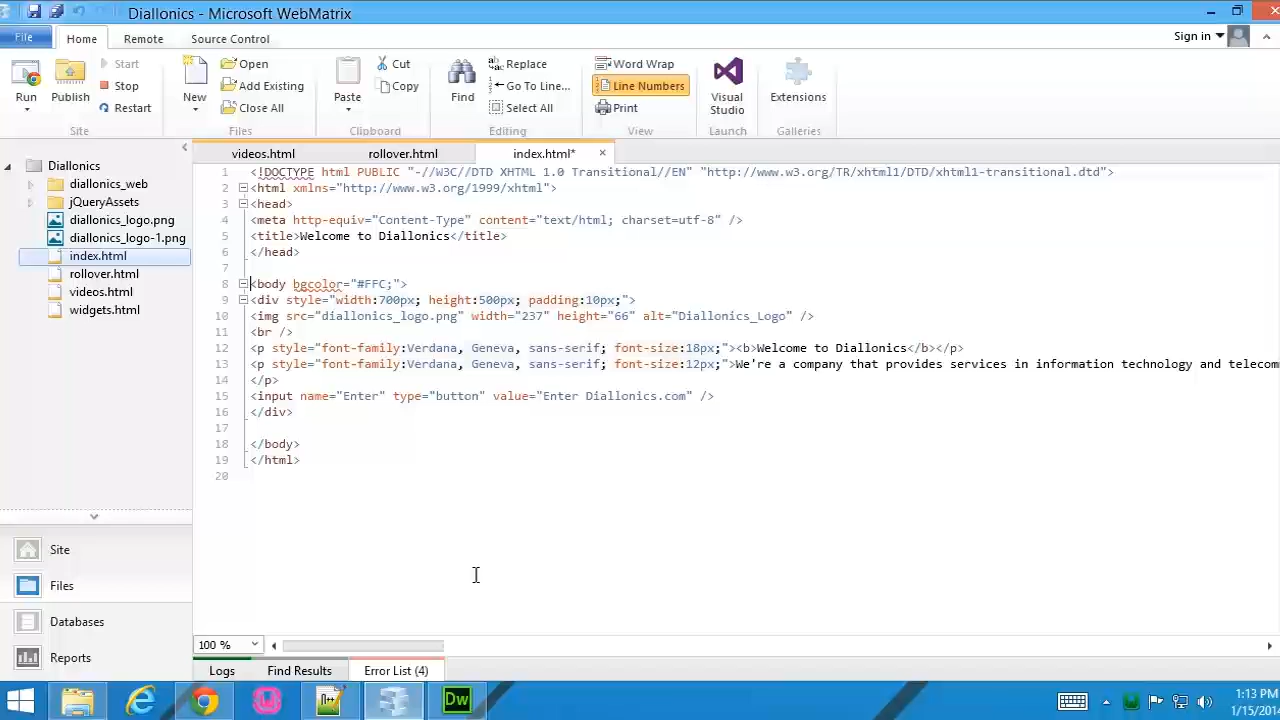 Diallonics - Microsoft WebMatrix
File Home Remote Source Control Sign in
Run Publish Start Stop Restart
Site
New Open Add Existing Close All
Files
Paste Cut Copy
Clipboard
Find Replace Go To Line... Select All
Editing
Word Wrap Line Numbers Print
View
Visual Studio
Launch
Extensions
Galleries
Diallonics
diallonics_web
jQueryAssets
diallonics_logo.png
diallonics_logo-1.png
index.html
rollover.html
videos.html
widgets.html
Site
Files
Databases
Reports
videos.html rollover.html index.html* ×
1 <!DOCTYPE html PUBLIC "-//W3C//DTD XHTML 1.0 Transitional//EN" "http://www.w3.org/TR/xhtml1/DTD/xhtml1-transitional.dtd">
2 <html xmlns="http://www.w3.org/1999/xhtml">
3 <head>
4 <meta http-equiv="Content-Type" content="text/html; charset=utf-8" />
5 <title>Welcome to Diallonics</title>
6 </head>
7
8 <body bgcolor="#FFC;">
9 <div style="width:700px; height:500px; padding:10px;">
10 <img src="diallonics_logo.png" width="237" height="66" alt="Diallonics_Logo" />
11 <br />
12 <p style="font-family:Verdana, Geneva, sans-serif; font-size:18px;"><b>Welcome to Diallonics</b></p>
13 <p style="font-family:Verdana, Geneva, sans-serif; font-size:12px;">We're a company that provides services in information technology and telecom
14 </p>
15 <input name="Enter" type="button" value="Enter Diallonics.com" />
16 </div>
17
18 </body>
19 </html>
20
100 %
Logs Find Results Error List (4)
Dw
1:13 PM
1/15/2014